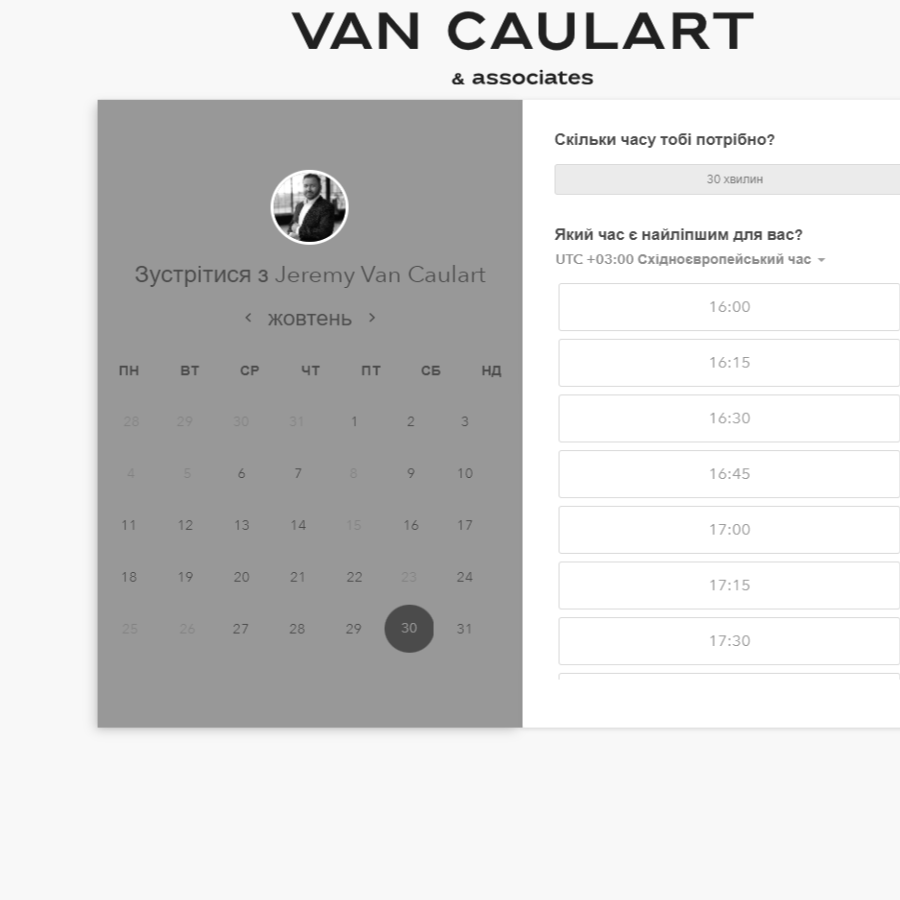 VAN CAULART
& associates
Зустрітися з Jeremy Van Caulart
жовтень
ПН ВТ СР ЧТ ПТ СБ НД
28 29 30 31 1 2 3
4 5 6 7 8 9 10
11 12 13 14 15 16 17
18 19 20 21 22 23 24
25 26 27 28 29 30 31
Скільки часу тобі потрібно?
30 хвилин
Який час є найліпшим для вас?
UTC +03:00 Східноєвропейський час
16:00
16:15
16:30
16:45
17:00
17:15
17:30